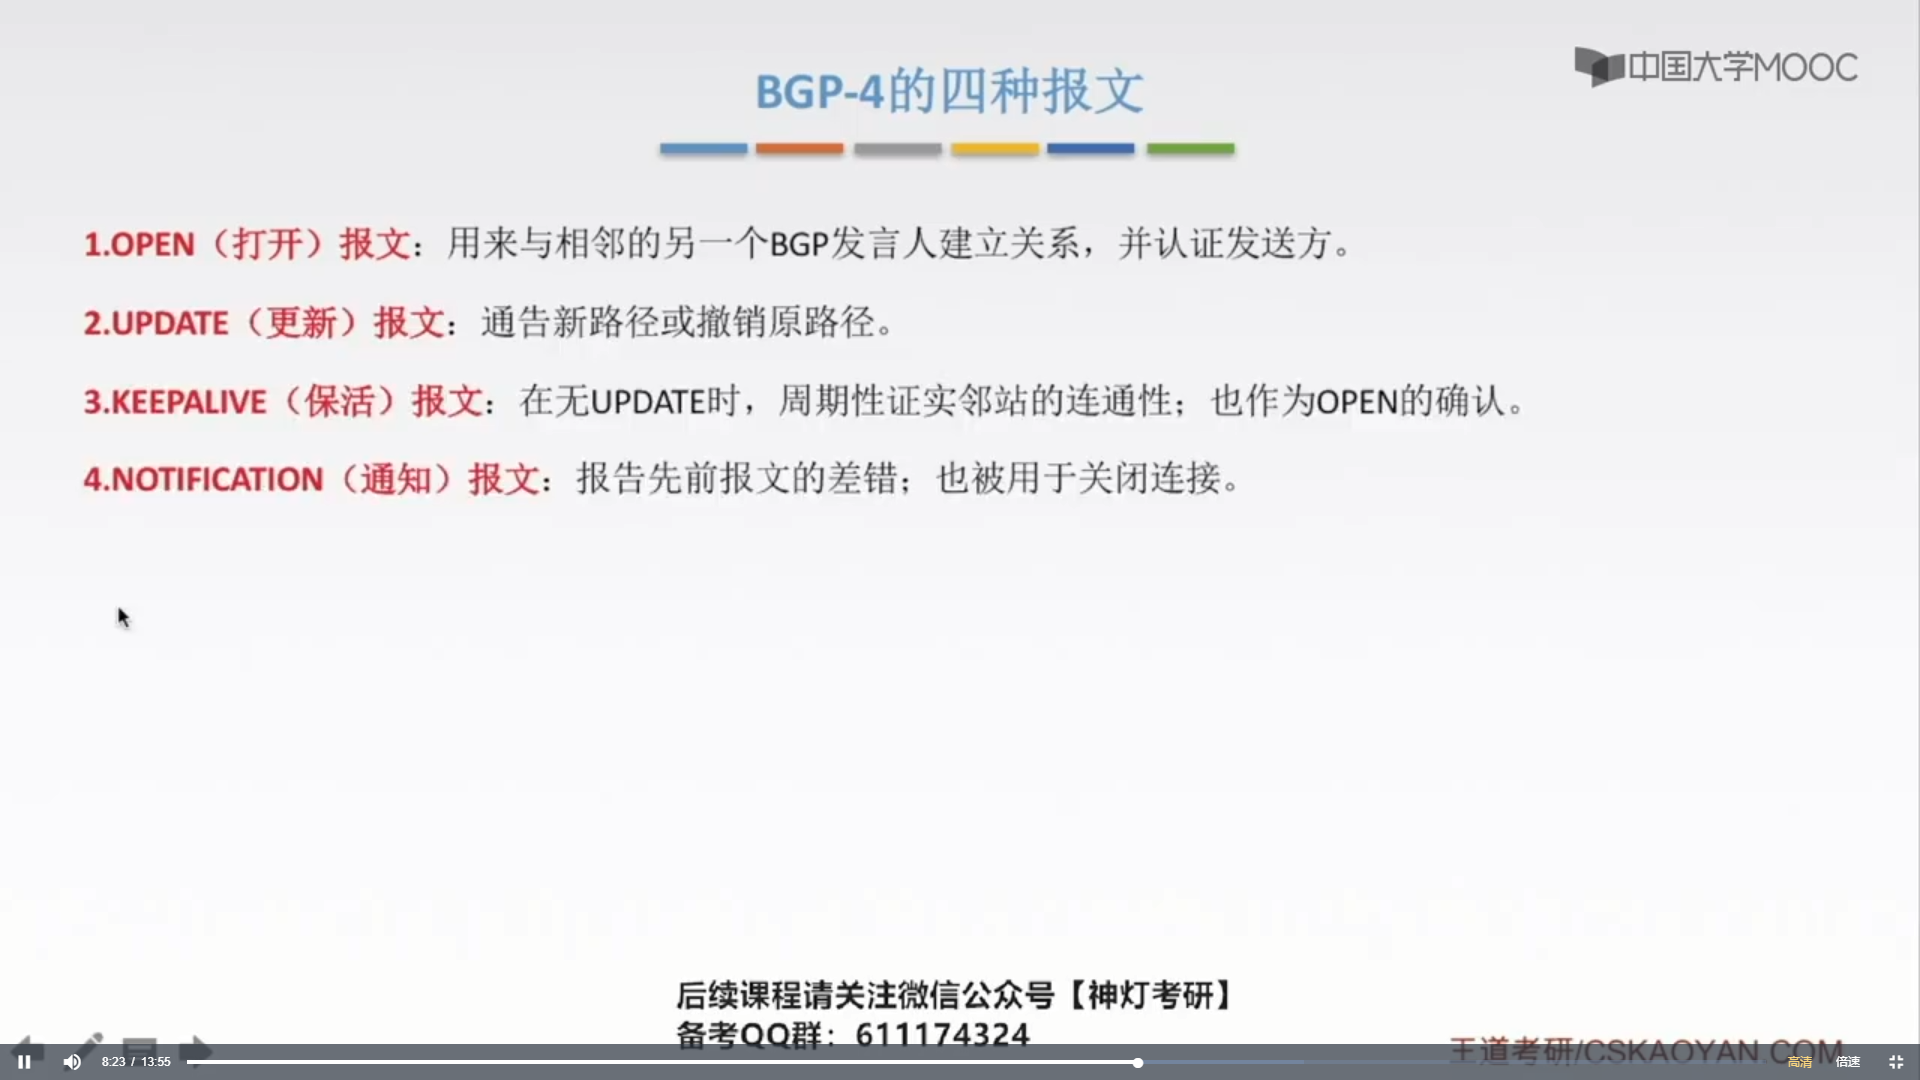 中国大学MOOC
BGP-4的四种报文
1.OPEN（打开）报文：用来与相邻的另一个BGP发言人建立关系，并认证发送方。
2.UPDATE（更新）报文：通告新路径或撤销原路径。
3.KEEPALIVE（保活）报文：在无UPDATE时，周期性证实邻站的连通性；也作为OPEN的确认。
4.NOTIFICATION（通知）报文：报告先前报文的差错；也被用于关闭连接。
后续课程请关注微信公众号【神灯考研】
备考QQ群：611174324
王道考研/CSKAOYAN.COM
8:23 / 13:55
高清
倍速